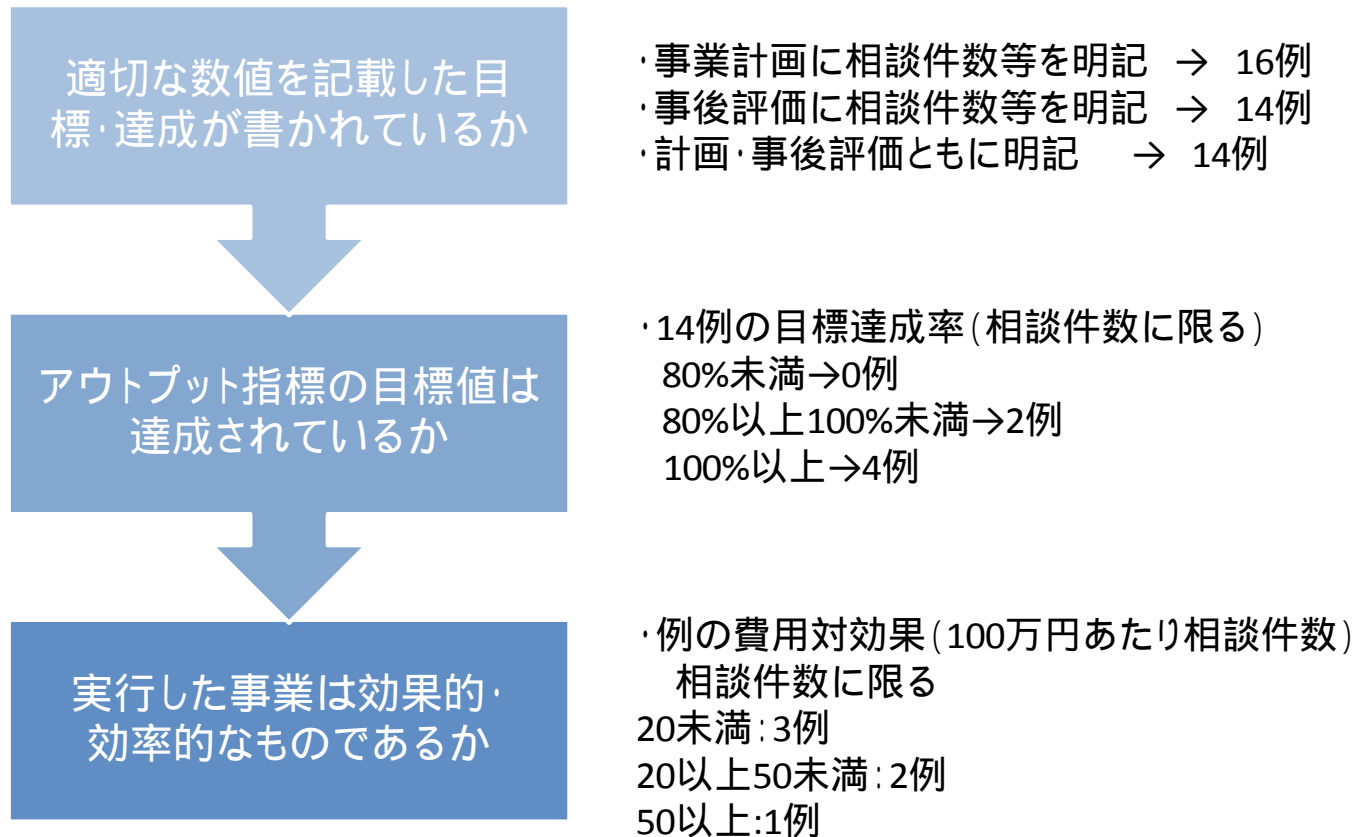 適切な数値を記載した目
標・達成が書かれているか
・事業計画に相談件数等を明記 → 16例
・事後評価に相談件数等を明記 → 14例
・計画・事後評価ともに明記 → 14例
アウトプット指標の目標値は
達成されているか
・14例の目標達成率(相談件数に限る)
80%未満→0例
80%以上100%未満→2例
100%以上→4例
実行した事業は効果的・
効率的なものであるか
・例の費用対効果(100万円あたり相談件数)
相談件数に限る
20未満:3例
20以上50未満:2例
50以上:1例